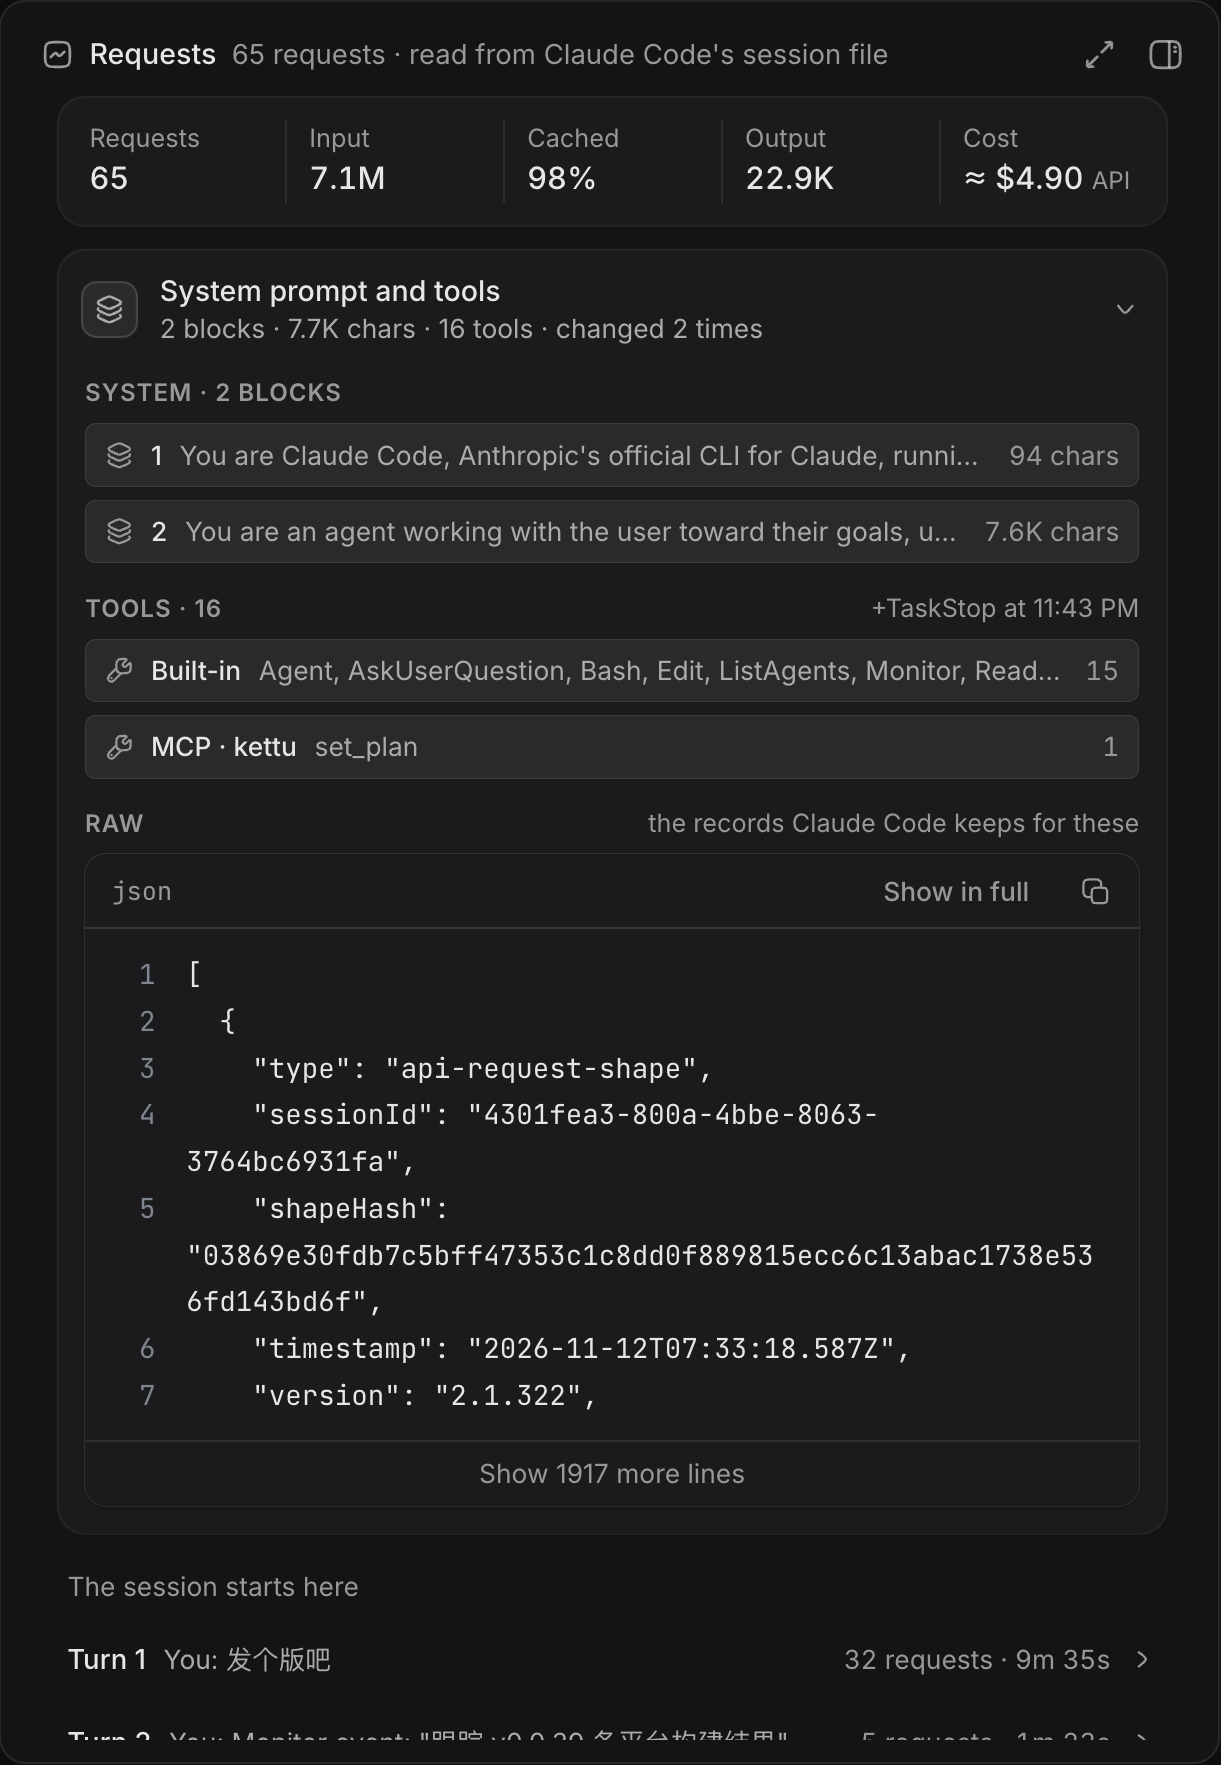 Requests 65 requests · read from Claude Code's session file
Requests Input Cached Output Cost
65 7.1M 98% 22.9K ≈ $4.90 API
System prompt and tools
2 blocks · 7.7K chars · 16 tools · changed 2 times
SYSTEM · 2 BLOCKS
1 You are Claude Code, Anthropic's official CLI for Claude, runni... 94 chars
2 You are an agent working with the user toward their goals, u... 7.6K chars
TOOLS · 16 +TaskStop at 11:43 PM
Built-in Agent, AskUserQuestion, Bash, Edit, ListAgents, Monitor, Read... 15
MCP · kettu set_plan 1
RAW the records Claude Code keeps for these
json Show in full
1 [
2 {
3 "type": "api-request-shape",
4 "sessionId": "4301fea3-800a-4bbe-8063-
3764bc6931fa",
5 "shapeHash":
"03869e30fdb7c5bff47353c1c8dd0f889815ecc6c13abac1738e53
6fd143bd6f",
6 "timestamp": "2026-11-12T07:33:18.587Z",
7 "version": "2.1.322",
Show 1917 more lines
The session starts here
Turn 1 You: 发个版吧 32 requests · 9m 35s
You: Monitor event: 5 requests